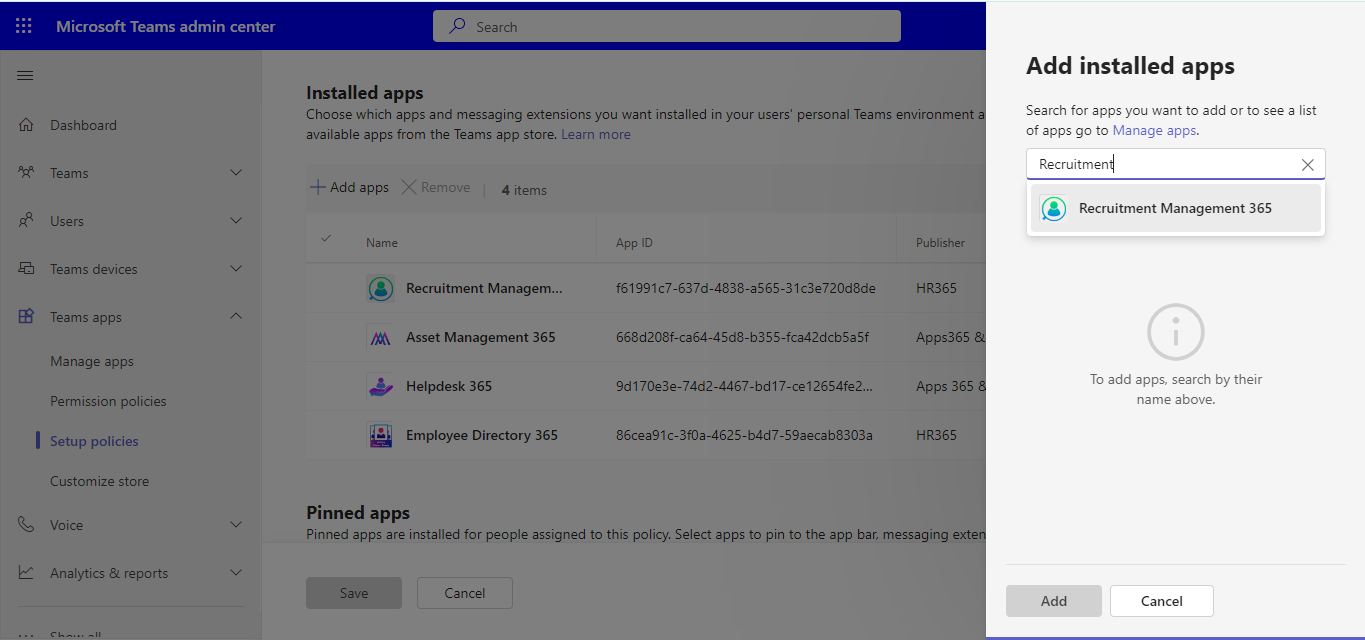 Microsoft Teams admin center
Search
Dashboard
Teams
Users
Teams devices
Teams apps
Manage apps
Permission policies
Setup policies
Customize store
Voice
Analytics & reports
Show all
Installed apps
Choose which apps and messaging extensions you want installed in your users' personal Teams environment a
available apps from the Teams app store. Learn more
Add apps Remove | 4 items
Name App ID Publisher
Recruitment Managem... f61991c7-637d-4838-a565-31c3e720d8de HR365
Asset Management 365 668d208f-ca64-45d8-b355-fca42dcb5a5f Apps365 &
Helpdesk 365 9d170e3e-74d2-4467-bd17-ce12654fe2... Apps 365 &
Employee Directory 365 86cea91c-3f0a-4625-b4d7-59aecab8303a HR365
Pinned apps
Pinned apps are installed for people assigned to this policy. Select apps to pin to the app bar, messaging exten
Save Cancel
Add installed apps
Search for apps you want to add or to see a list
of apps go to Manage apps.
Recruitment
Recruitment Management 365
To add apps, search by their
name above.
Add Cancel